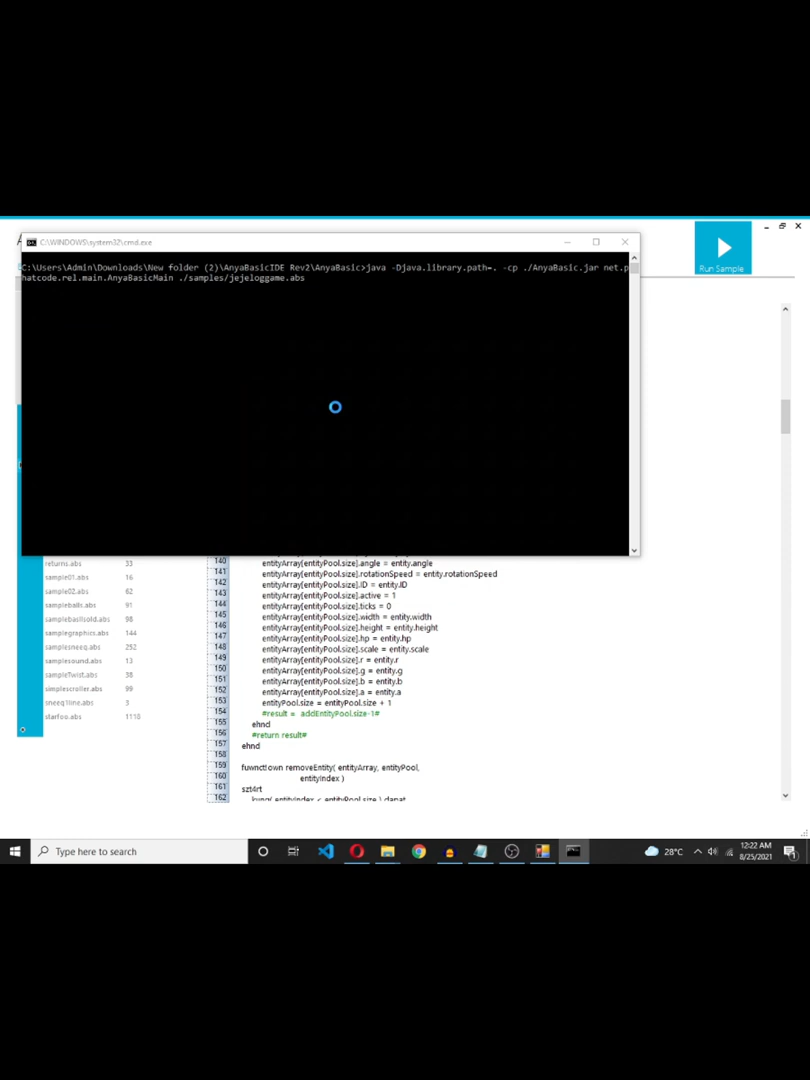 C:\WINDOWS\system32\cmd.exe
C:\Users\Admin\Downloads\New folder (2)\AnyaBasicIDE Rev2\AnyaBasic>java -Djava.library.path=. -cp ./AnyaBasic.jar net.p
hatcode.rel.main.AnyaBasicMain ./samples/jejeloggame.abs
Run Sample
returns.abs 33
sample01.abs 16
sample02.abs 62
sampleballs.abs 91
sampleballsold.abs 98
samplegraphics.abs 144
samplesneeq.abs 252
samplesound.abs 13
sampleTwist.abs 38
simplescroller.abs 99
sneeq1line.abs 3
starfoo.abs 1118
140 entityArray[entityPool.size].angle = entity.angle
141 entityArray[entityPool.size].rotationSpeed = entity.rotationSpeed
142 entityArray[entityPool.size].ID = entity.ID
143 entityArray[entityPool.size].active = 1
144 entityArray[entityPool.size].ticks = 0
145 entityArray[entityPool.size].width = entity.width
146 entityArray[entityPool.size].height = entity.height
147 entityArray[entityPool.size].hp = entity.hp
148 entityArray[entityPool.size].scale = entity.scale
149 entityArray[entityPool.size].r = entity.r
150 entityArray[entityPool.size].g = entity.g
151 entityArray[entityPool.size].b = entity.b
152 entityArray[entityPool.size].a = entity.a
153 entityPool.size = entityPool.size + 1
154 #result = addEntityPool.size-1#
155 ehnd
156 #return result#
157 ehnd
158
159 fuwnct!own removeEntity( entityArray, entityPool,
160 entityIndex )
161 szt4rt
162 kung( entityIndex < entityPool.size ) dapat
Type here to search
28°C
12:22 AM
8/25/2021
1